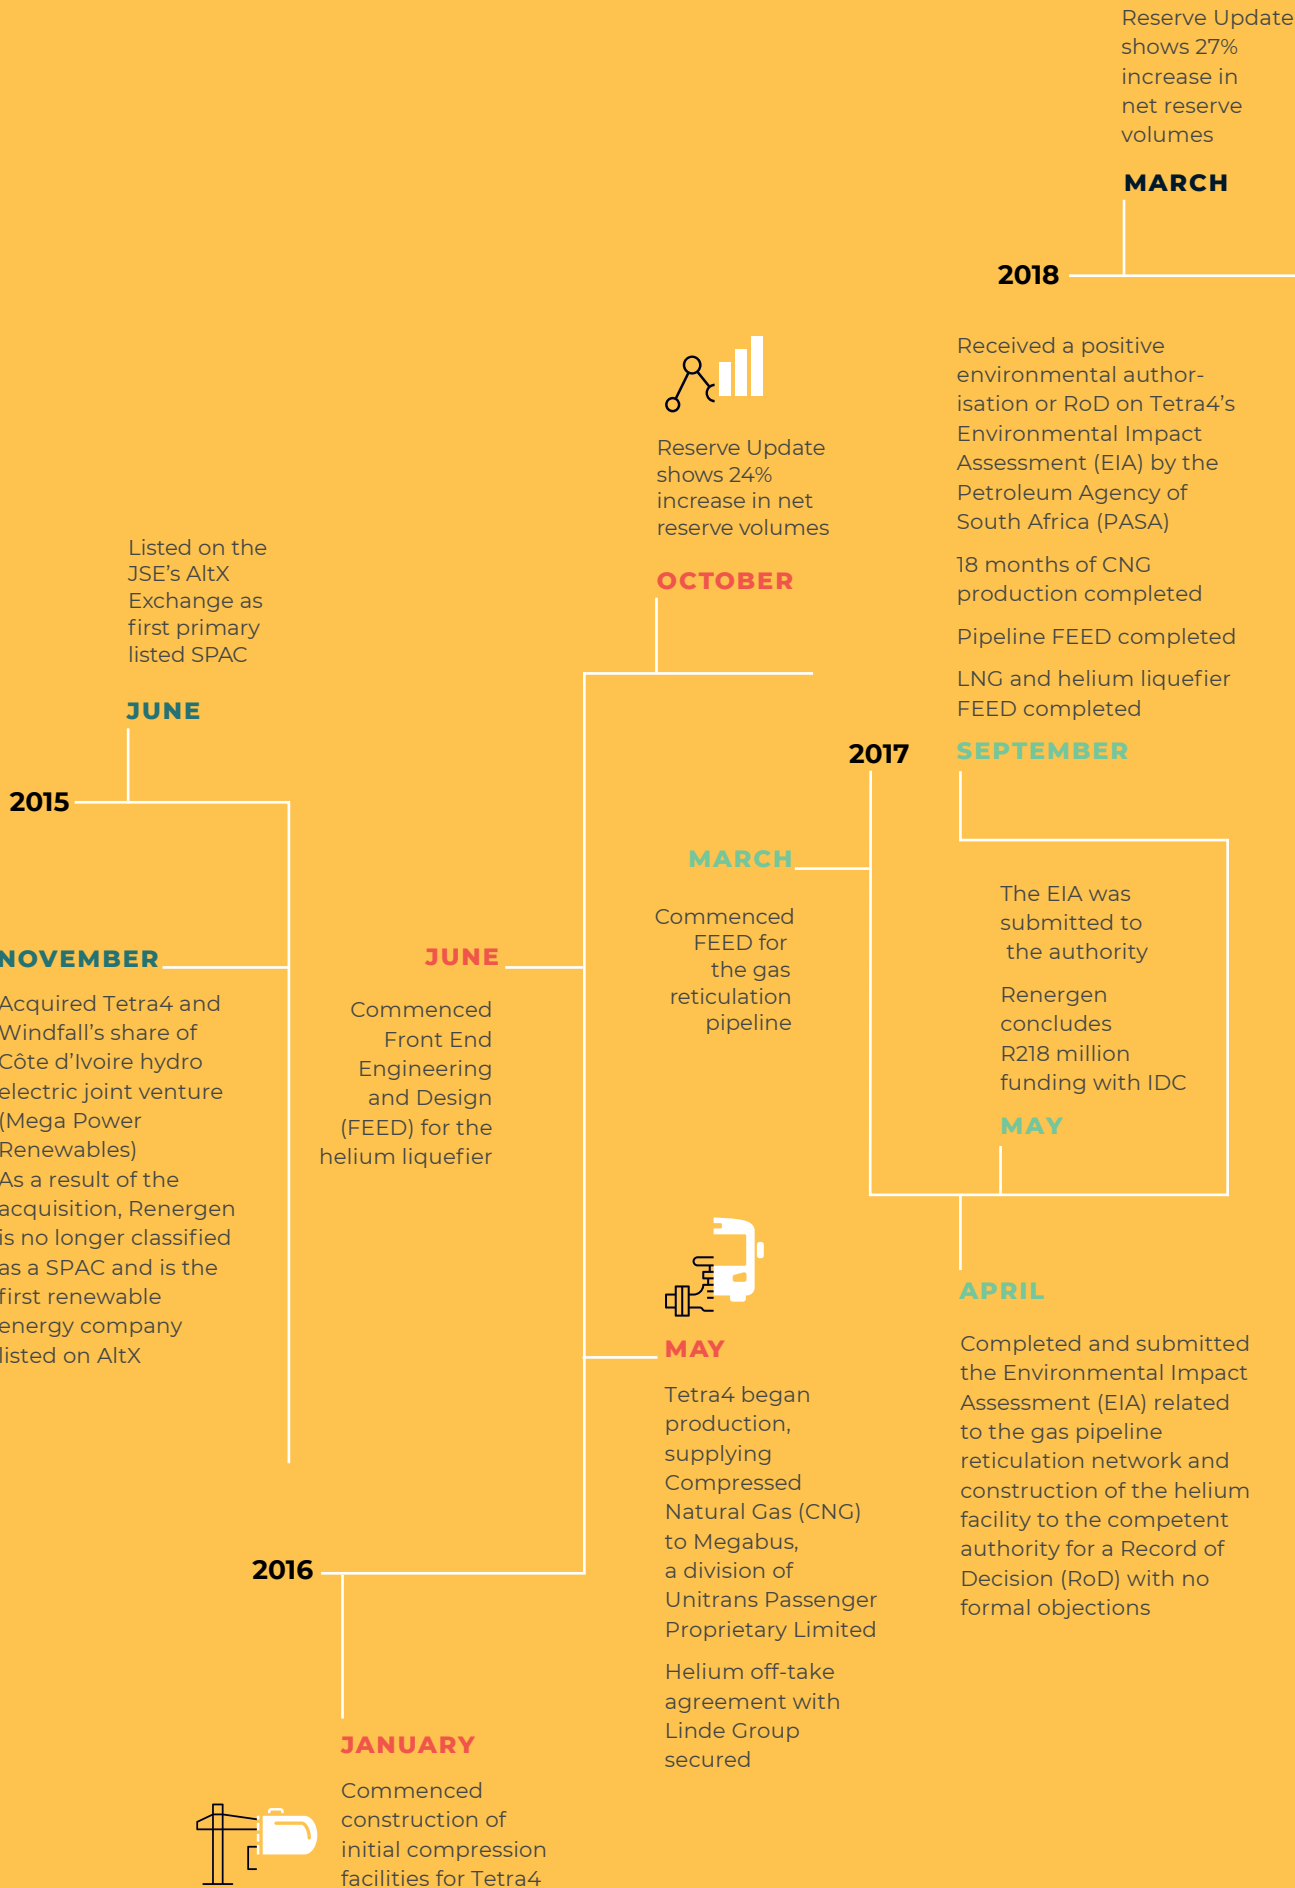 2015
Listed on the
JSE's AltX
Exchange as
first primary
listed SPAC
JUNE
NOVEMBER
Acquired Tetra4 and
Windfall's share of
Côte d'Ivoire hydro
electric joint venture
(Mega Power
Renewables)
As a result of the
acquisition, Renergen
is no longer classified
as a SPAC and is the
first renewable
energy company
listed on AltX
2016
JANUARY
Commenced
construction of
initial compression
facilities for Tetra4
MAY
Tetra4 began
production,
supplying
Compressed
Natural Gas (CNG)
to Megabus,
a division of
Unitrans Passenger
Proprietary Limited
Helium off-take
agreement with
Linde Group
secured
JUNE
Commenced
Front End
Engineering
and Design
(FEED) for the
helium liquefier
Reserve Update
shows 24%
increase in net
reserve volumes
OCTOBER
2017
MARCH
Commenced
FEED for
the gas
reticulation
pipeline
APRIL
Completed and submitted
the Environmental Impact
Assessment (EIA) related
to the gas pipeline
reticulation network and
construction of the helium
facility to the competent
authority for a Record of
Decision (RoD) with no
formal objections
The EIA was
submitted to
the authority
Renergen
concludes
R218 million
funding with IDC
MAY
Received a positive
environmental author-
isation or RoD on Tetra4's
Environmental Impact
Assessment (EIA) by the
Petroleum Agency of
South Africa (PASA)
18 months of CNG
production completed
Pipeline FEED completed
LNG and helium liquefier
FEED completed
SEPTEMBER
2018
Reserve Update
shows 27%
increase in
net reserve
volumes
MARCH